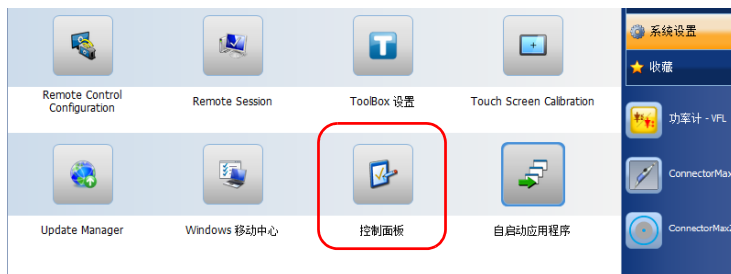 Remote Control
Configuration
Remote Session
ToolBox 设置
Touch Screen Calibration
Update Manager
Windows 移动中心
控制面板
自启动应用程序
系统设置
收藏
功率计 - VFL
ConnectorMax
ConnectorMax2